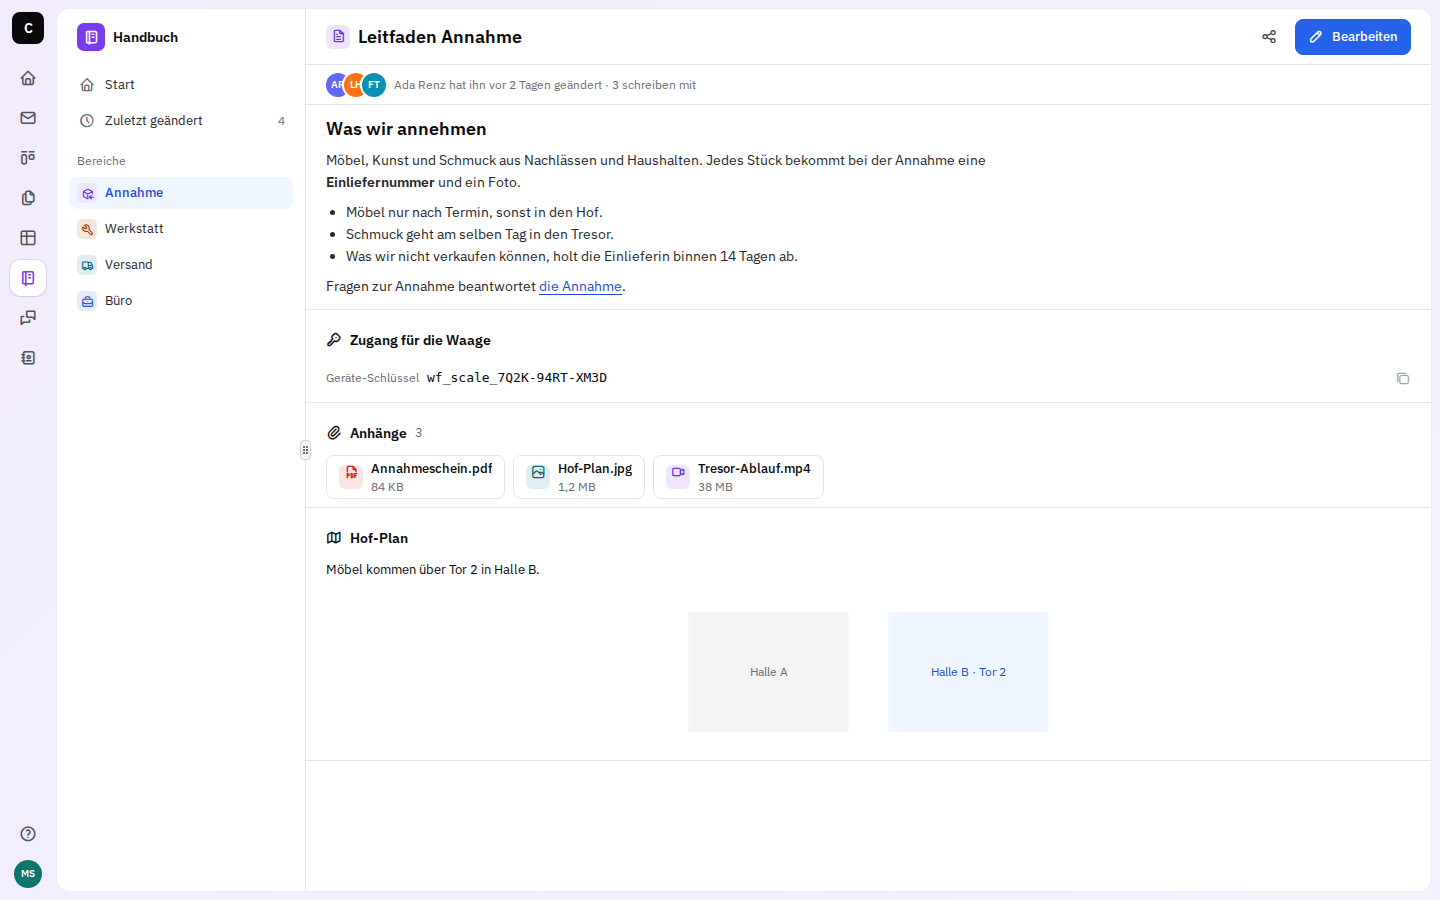 C
Handbuch
Start
Zuletzt geändert 4
Bereiche
Annahme
Werkstatt
Versand
Büro
MS
Leitfaden Annahme
Bearbeiten
FT Ada Renz hat ihn vor 2 Tagen geändert · 3 schreiben mit
Was wir annehmen
Möbel, Kunst und Schmuck aus Nachlässen und Haushalten. Jedes Stück bekommt bei der Annahme eine
Einliefernummer und ein Foto.
• Möbel nur nach Termin, sonst in den Hof.
• Schmuck geht am selben Tag in den Tresor.
• Was wir nicht verkaufen können, holt die Einlieferin binnen 14 Tagen ab.
Fragen zur Annahme beantwortet die Annahme.
Zugang für die Waage
Geräte-Schlüssel wf_scale_7Q2K-94RT-XM3D
Anhänge 3
PDF
Annahmeschein.pdf
84 KB
Hof-Plan.jpg
1,2 MB
Tresor-Ablauf.mp4
38 MB
Hof-Plan
Möbel kommen über Tor 2 in Halle B.
Halle A
Halle B · Tor 2